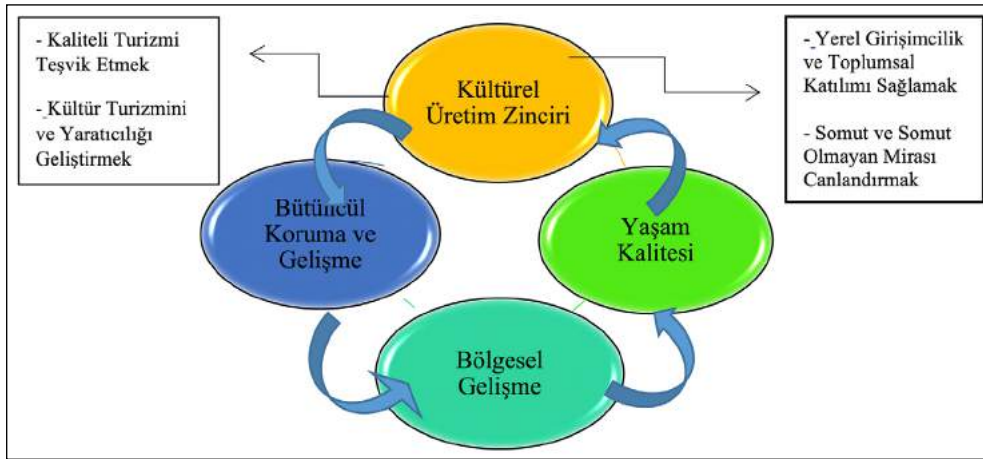 - Kaliteli Turizmi
Teşvik Etmek
- Kültür Turizmini
ve Yaratıcılığı
Geliştirmek
Kültürel
Üretim Zinciri
- Yerel Girişimcilik
ve Toplumsal
Katılımı Sağlamak
- Somut ve Somut
Olmayan Mirası
Canlandırmak
Bütüncül
Koruma ve
Gelişme
Yaşam
Kalitesi
Bölgesel
Gelişme